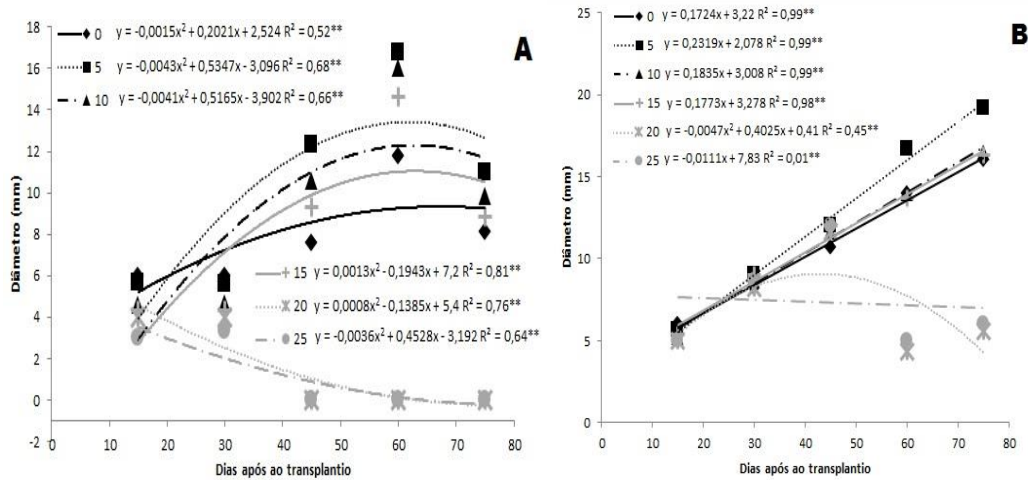 A
0 y = -0,0015x² + 0,2021x + 2,524 R² = 0,52**
5 y = -0,0043x² + 0,5347x - 3,096 R² = 0,68**
10 y = -0,0041x² + 0,5165x - 3,902 R² = 0,66**
15 y = 0,0013x² - 0,1943x + 7,2 R² = 0,81**
20 y = 0,0008x² - 0,1385x + 5,4 R² = 0,76**
25 y = -0,0036x² + 0,4528x - 3,192 R² = 0,64**
Diâmetro (mm)
18
16
14
12
10
8
6
4
2
0
-2
0 10 20 30 40 50 60 70 80
Dias após ao transplantio
B
0 y = 0,1724x + 3,22 R² = 0,99**
5 y = 0,2319x + 2,078 R² = 0,99**
10 y = 0,1835x + 3,008 R² = 0,99**
15 y = 0,1773x + 3,278 R² = 0,98**
20 y = -0,0047x² + 0,4025x + 0,41 R² = 0,45**
25 y = -0,0111x + 7,83 R² = 0,01**
Diâmetro (mm)
25
20
15
10
5
0
0 10 20 30 40 50 60 70 80
Dias após ao transplantio